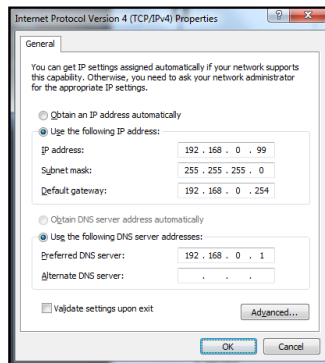 Internet Protocol Version 4 (TCP/IPv4) Properties
General
You can get IP settings assigned automatically if your network supports
this capability. Otherwise, you need to ask your network administrator
for the appropriate IP settings.
Obtain an IP address automatically
Use the following IP address:
IP address: 192 . 168 . 0 . 99
Subnet mask: 255 . 255 . 255 . 0
Default gateway: 192 . 168 . 0 . 254
Obtain DNS server address automatically
Use the following DNS server addresses:
Preferred DNS server: 192 . 168 . 0 . 1
Alternate DNS server: . . .
Validate settings upon exit
Advanced...
OK Cancel